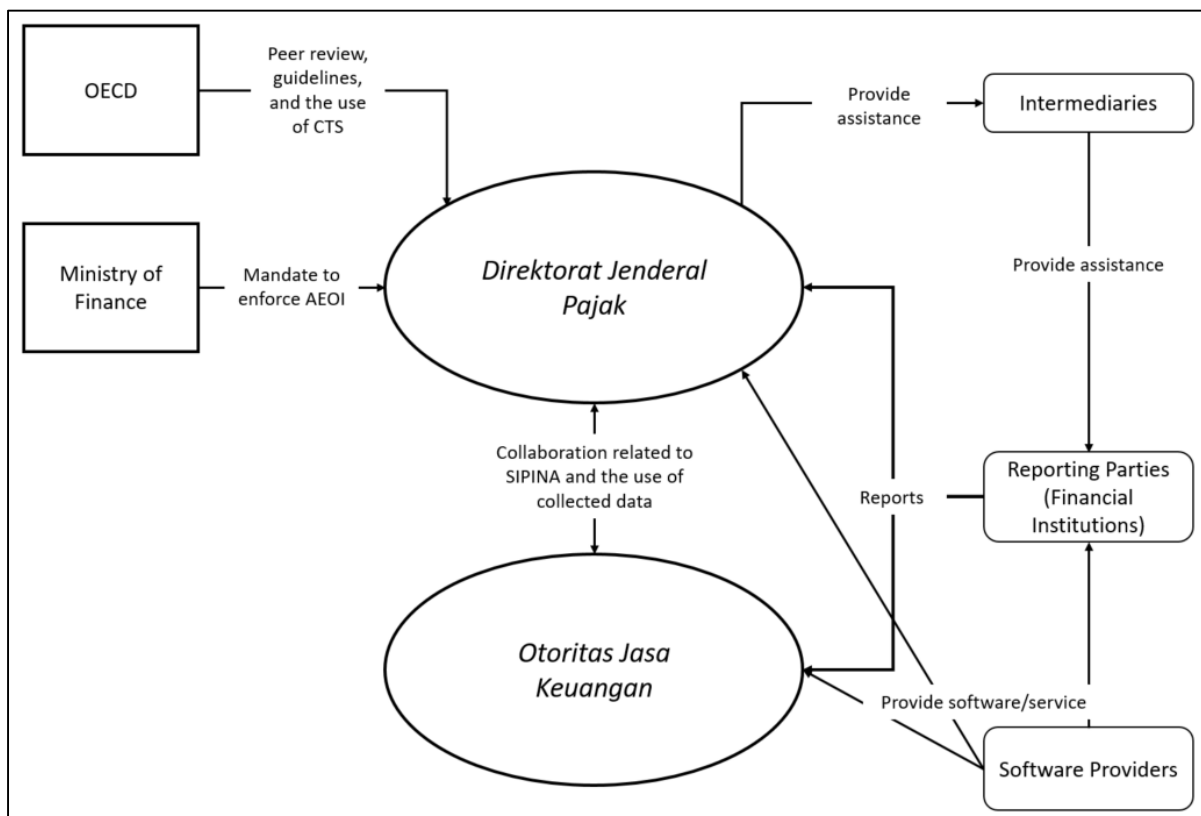 OECD
Peer review,
guidelines,
and the use
of CTS
Provide
assistance
Intermediaries
Ministry of
Finance
Mandate to
enforce AEOI
Direktorat Jenderal
Pajak
Provide assistance
Collaboration related to
SIPINA and the use of
collected data
Reports
Reporting Parties
(Financial
Institutions)
Otoritas Jasa
Keuangan
Provide software/service
Software Providers